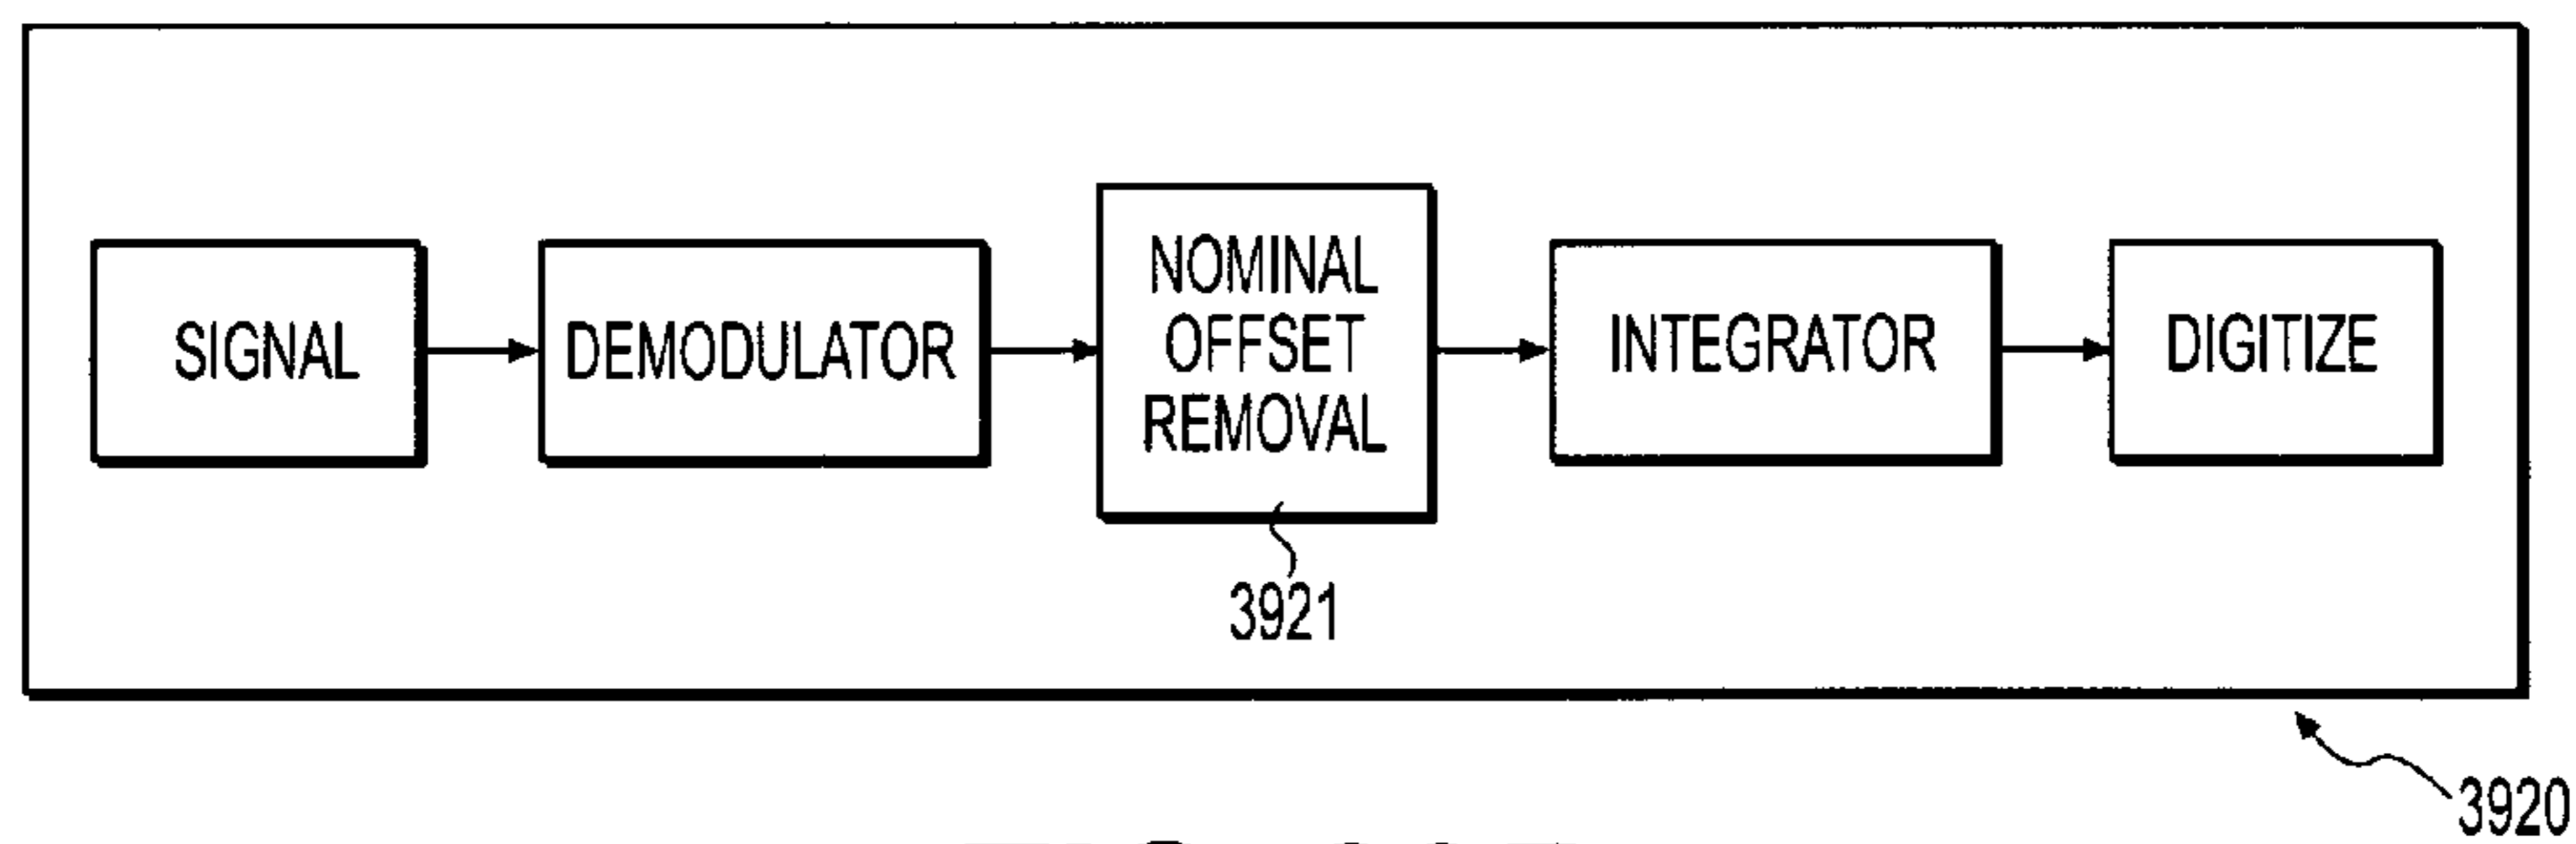 SIGNAL
DEMODULATOR
NOMINAL
OFFSET
REMOVAL
INTEGRATOR
DIGITIZE
3921
3920